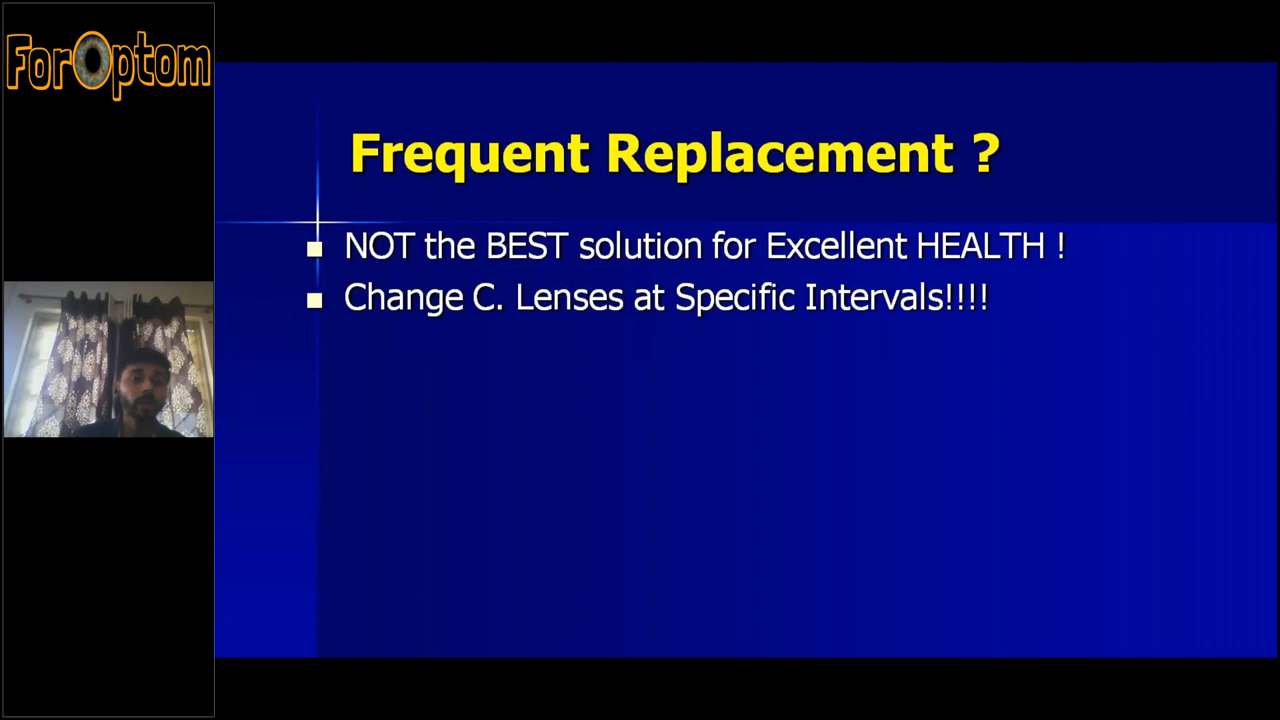 ForOptom
Frequent Replacement ?
NOT the BEST solution for Excellent HEALTH !
Change C. Lenses at Specific Intervals!!!!